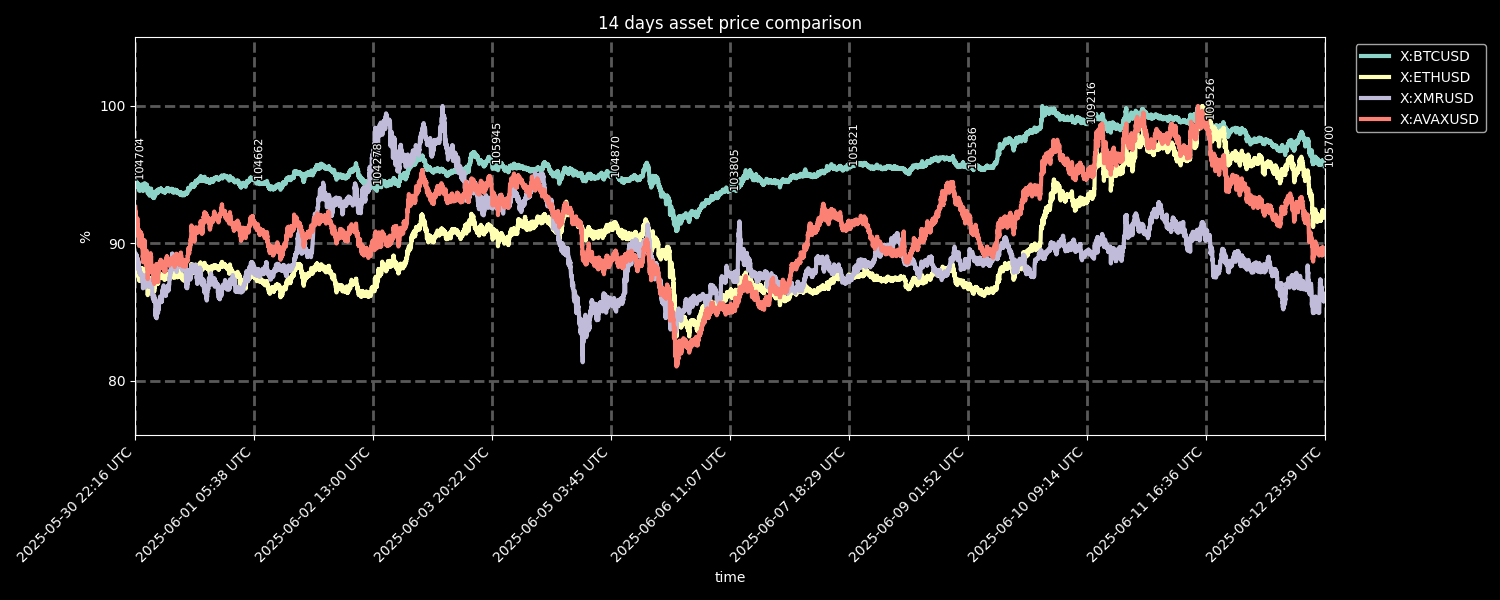 14 days asset price comparison
X:BTCUSD
X:ETHUSD
X:XMRUSD
X:AVAXUSD
100
90
80
%
104704
104662
104278
105945
104870
103805
105821
105586
109216
109526
105700
2025-05-30 22:16 UTC
2025-06-01 05:38 UTC
2025-06-02 13:00 UTC
2025-06-03 20:22 UTC
2025-06-05 03:45 UTC
2025-06-06 11:07 UTC
2025-06-07 18:29 UTC
2025-06-09 01:52 UTC
2025-06-10 09:14 UTC
2025-06-11 16:36 UTC
2025-06-12 23:59 UTC
time